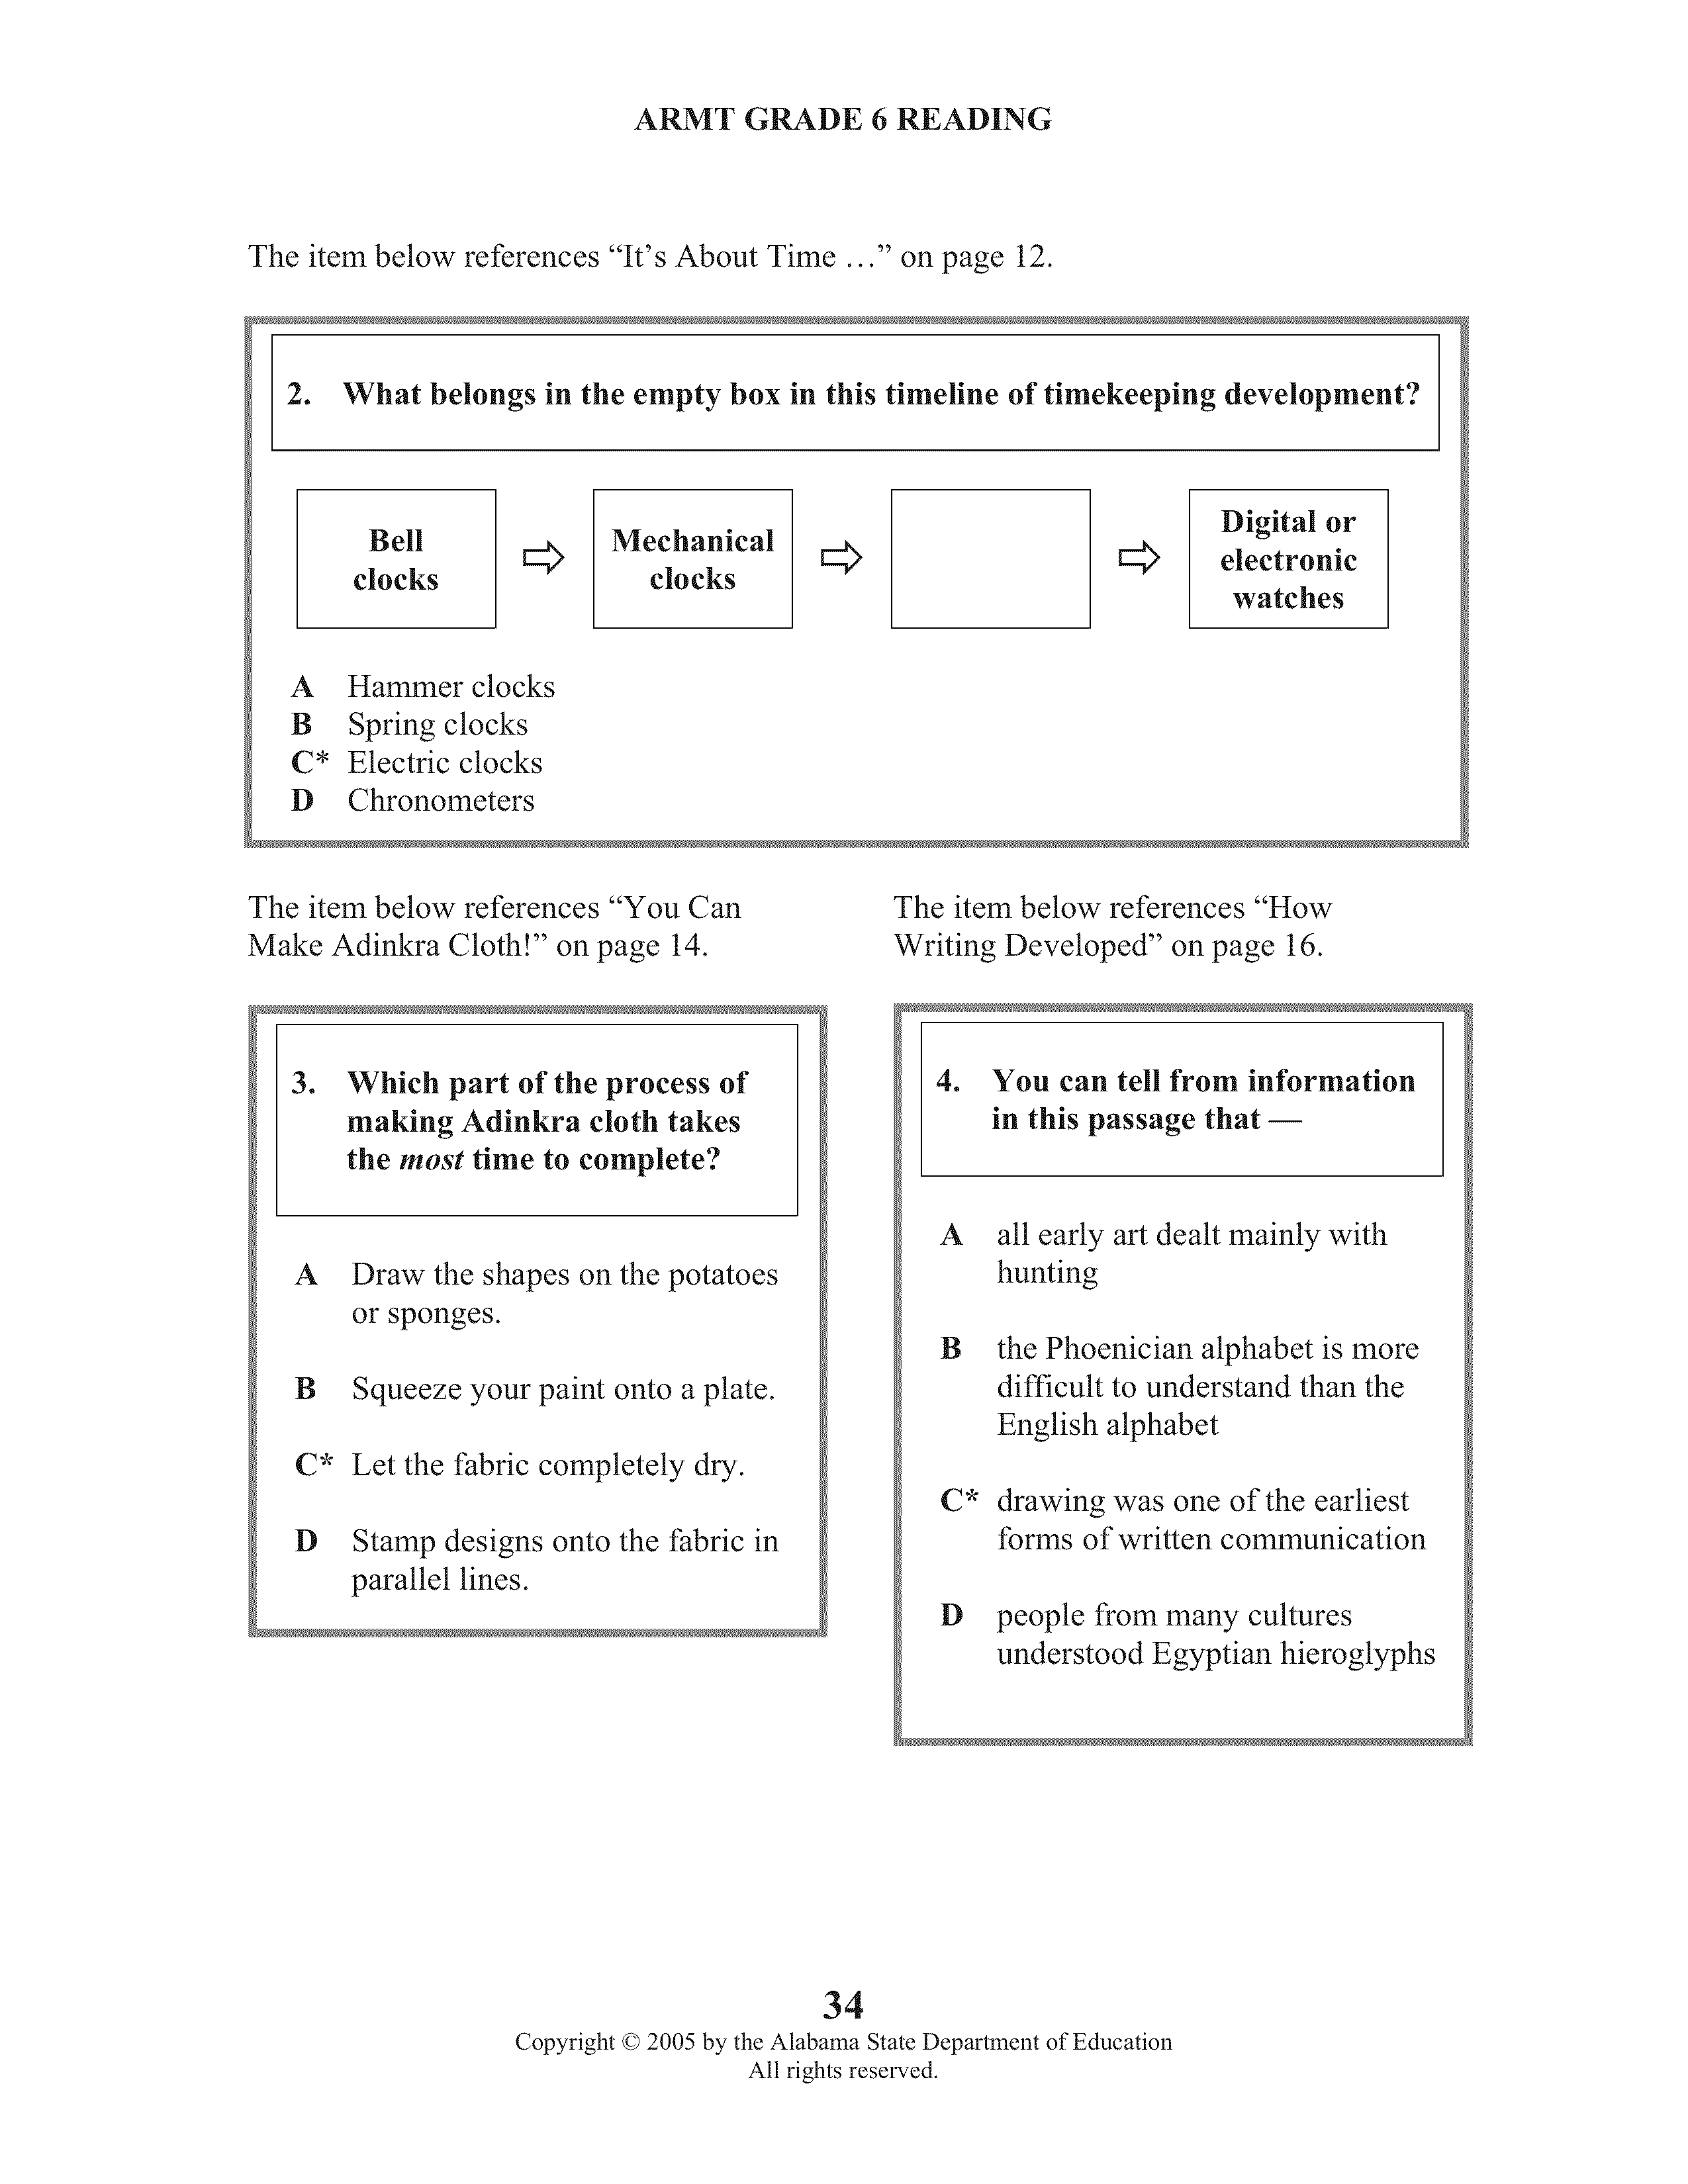 ARMT GRADE 6 READING
The item below references “It’s About Time …” on page 12.
2. What belongs in the empty box in this timeline of timekeeping development?
Bell
clocks
Mechanical
clocks
Digital or
electronic
watches
A Hammer clocks
B Spring clocks
C* Electric clocks
D Chronometers
The item below references “You Can
Make Adinkra Cloth!” on page 14.
3. Which part of the process of
making Adinkra cloth takes
the most time to complete?
A Draw the shapes on the potatoes
or sponges.
B Squeeze your paint onto a plate.
C* Let the fabric completely dry.
D Stamp designs onto the fabric in
parallel lines.
The item below references “How
Writing Developed” on page 16.
4. You can tell from information
in this passage that —
A all early art dealt mainly with
hunting
B the Phoenician alphabet is more
difficult to understand than the
English alphabet
C* drawing was one of the earliest
forms of written communication
D people from many cultures
understood Egyptian hieroglyphs
34
Copyright © 2005 by the Alabama State Department of Education
All rights reserved.